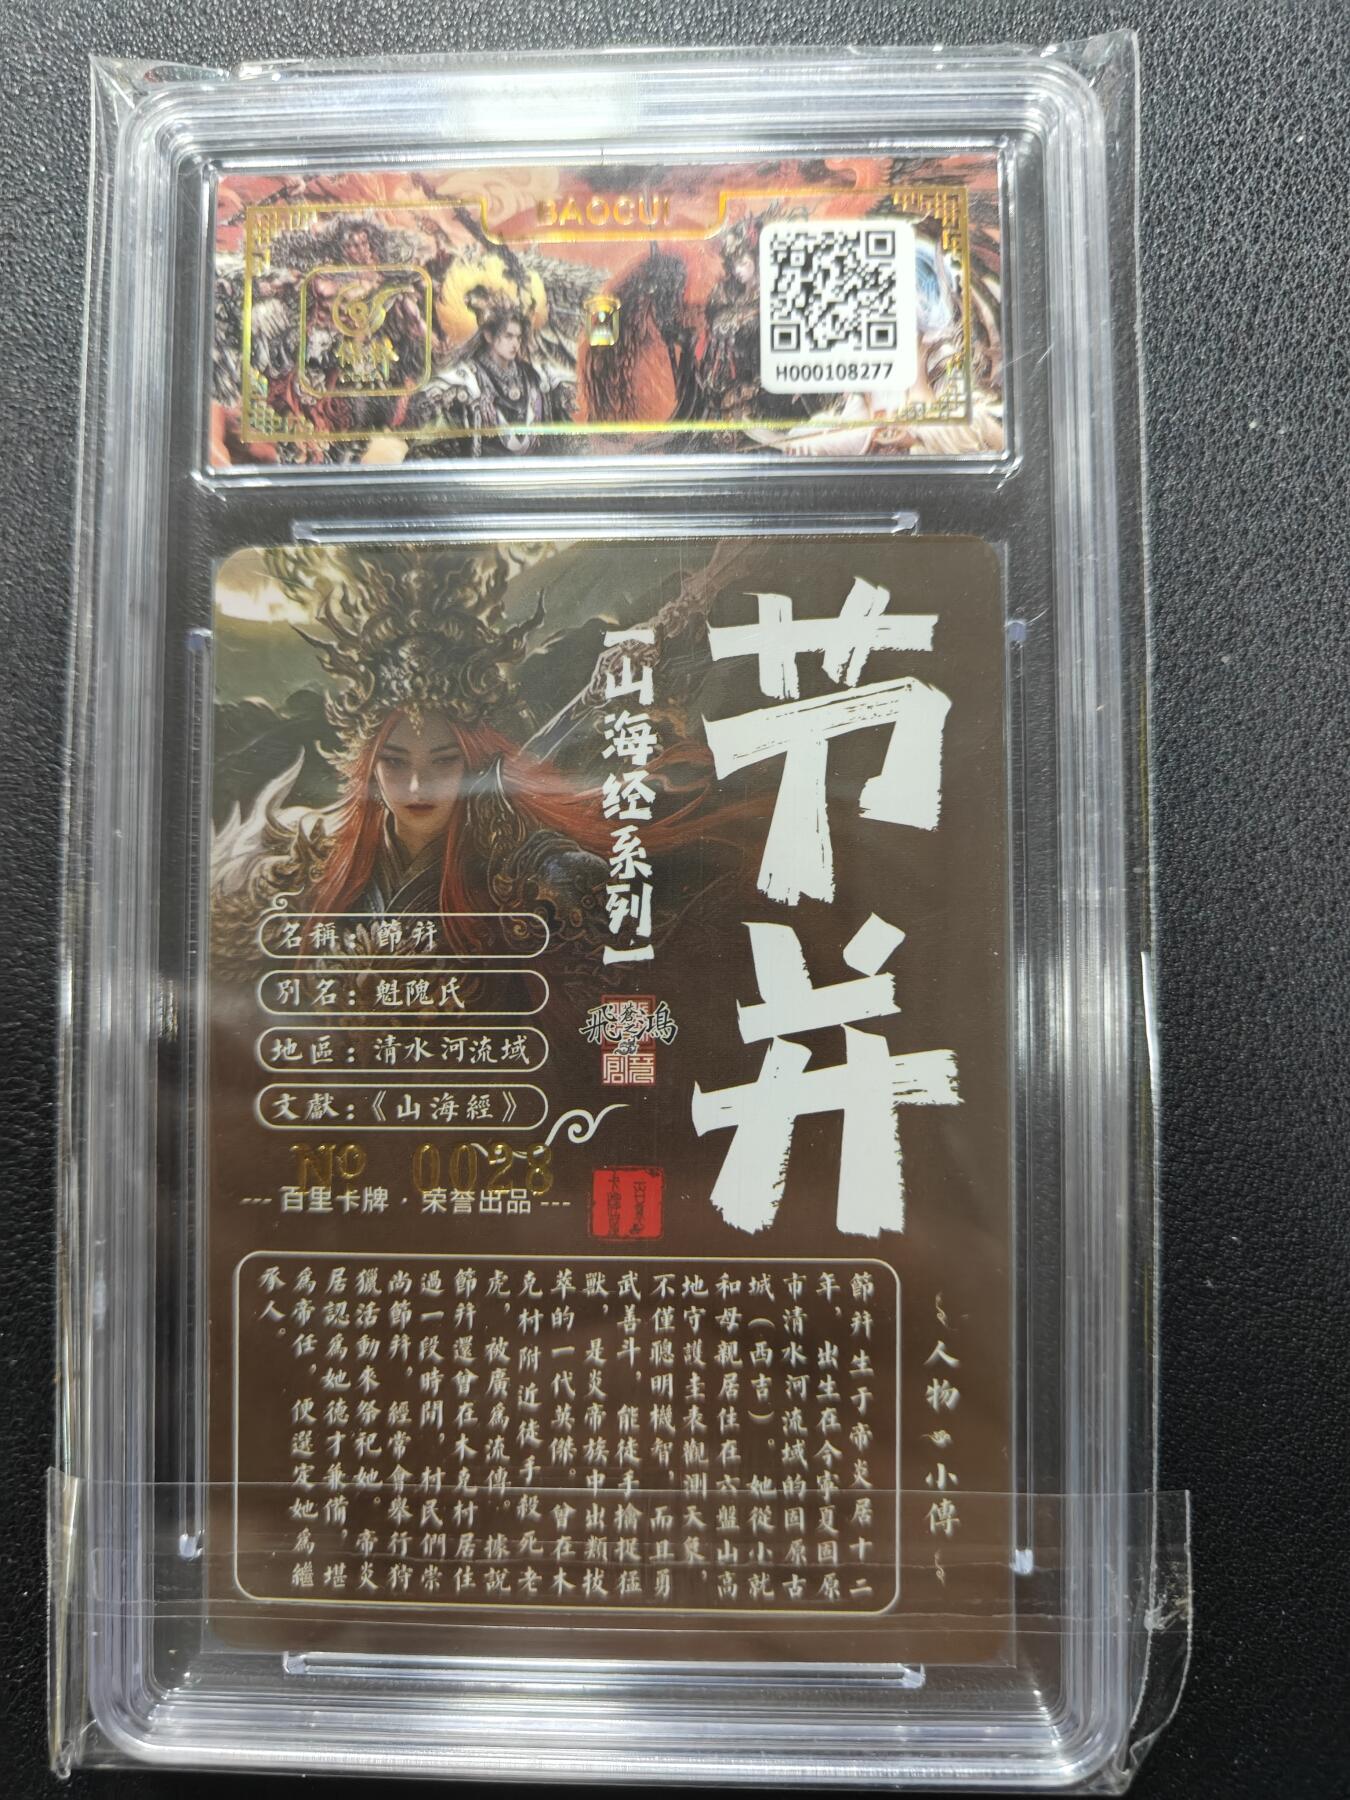 BAOCUI
H000108277
节并
【山海经系列】
名稱：節并
別名：魁隗氏
地區：清水河流域
文獻：《山海經》
飛鴻
№ 0028
--- 百里卡牌 · 荣誉出品 ---
人物小傳
節并生于帝炎居十二
年，出生在今寧夏固原
市清水河流域的固原古
城（西吉）。她從小就
和母親居住在六盤山高
地守護圭表觀測天象，
不僅聰明機智，而且勇
武善斗，能徒手擒捉猛
獸，是炎帝族中出類拔
萃的一代英傑。曾在木
克村附近徒手殺死老
虎，被廣爲流傳。據說
節并還曾在木克村居住
過一段時間，村民們崇
尚節并，經常會舉行狩
獵活動來祭祀她。帝炎
居認爲她德才兼備，堪
爲帝任，便選定她爲繼
承人。